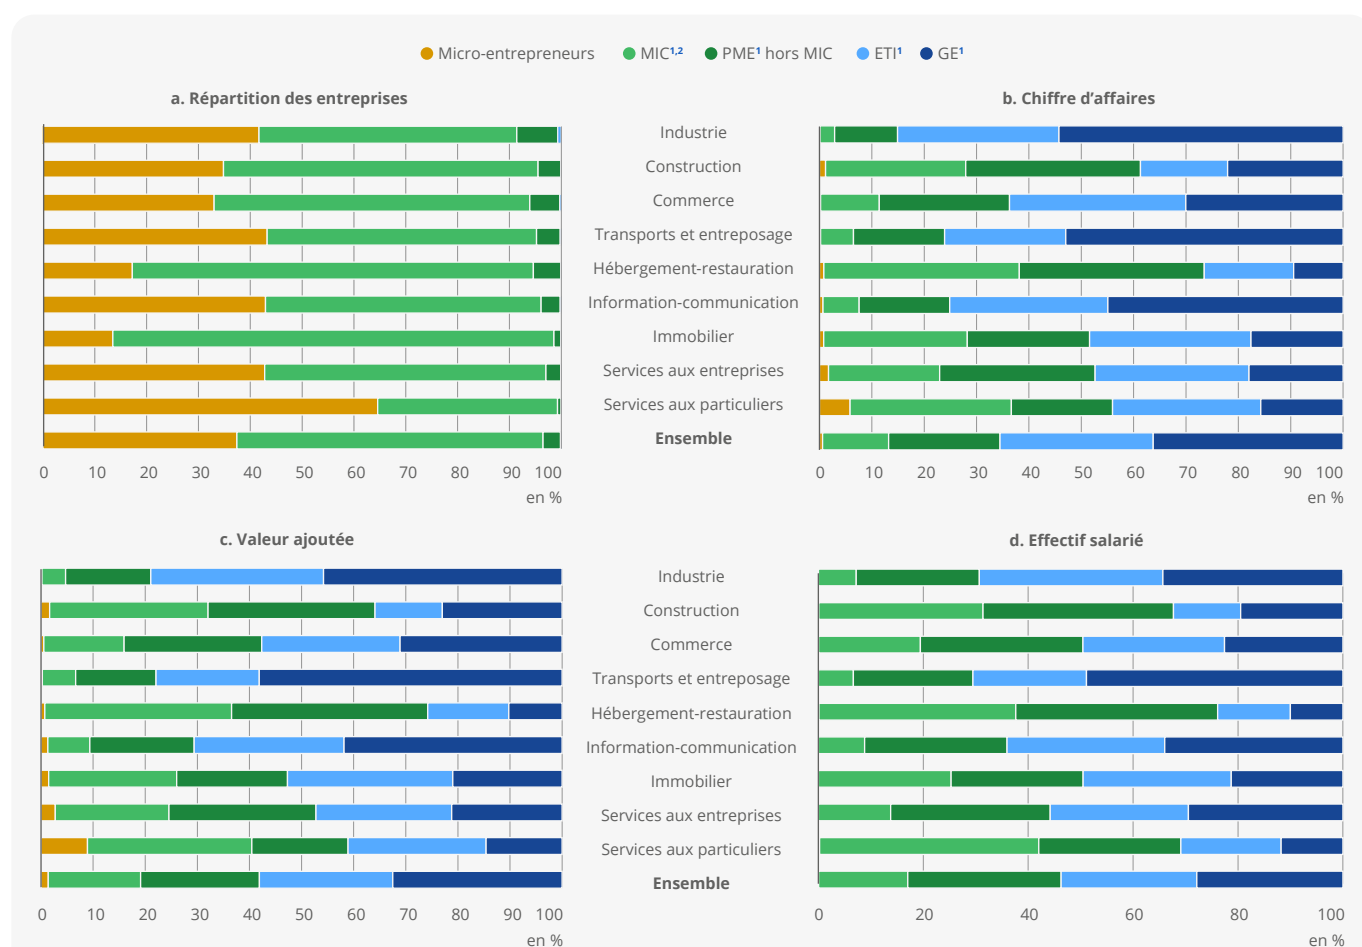 Micro-entrepreneurs MIC¹,² PME¹ hors MIC ETI¹ GE¹
a. Répartition des entreprises
b. Chiffre d’affaires
Industrie
Construction
Commerce
Transports et entreposage
Hébergement-restauration
Information-communication
Immobilier
Services aux entreprises
Services aux particuliers
Ensemble
0 10 20 30 40 50 60 70 80 90 100
en %
0 10 20 30 40 50 60 70 80 90 100
en %
c. Valeur ajoutée
d. Effectif salarié
Industrie
Construction
Commerce
Transports et entreposage
Hébergement-restauration
Information-communication
Immobilier
Services aux entreprises
Services aux particuliers
Ensemble
0 10 20 30 40 50 60 70 80 90 100
en %
0 20 40 60 80 100
en %